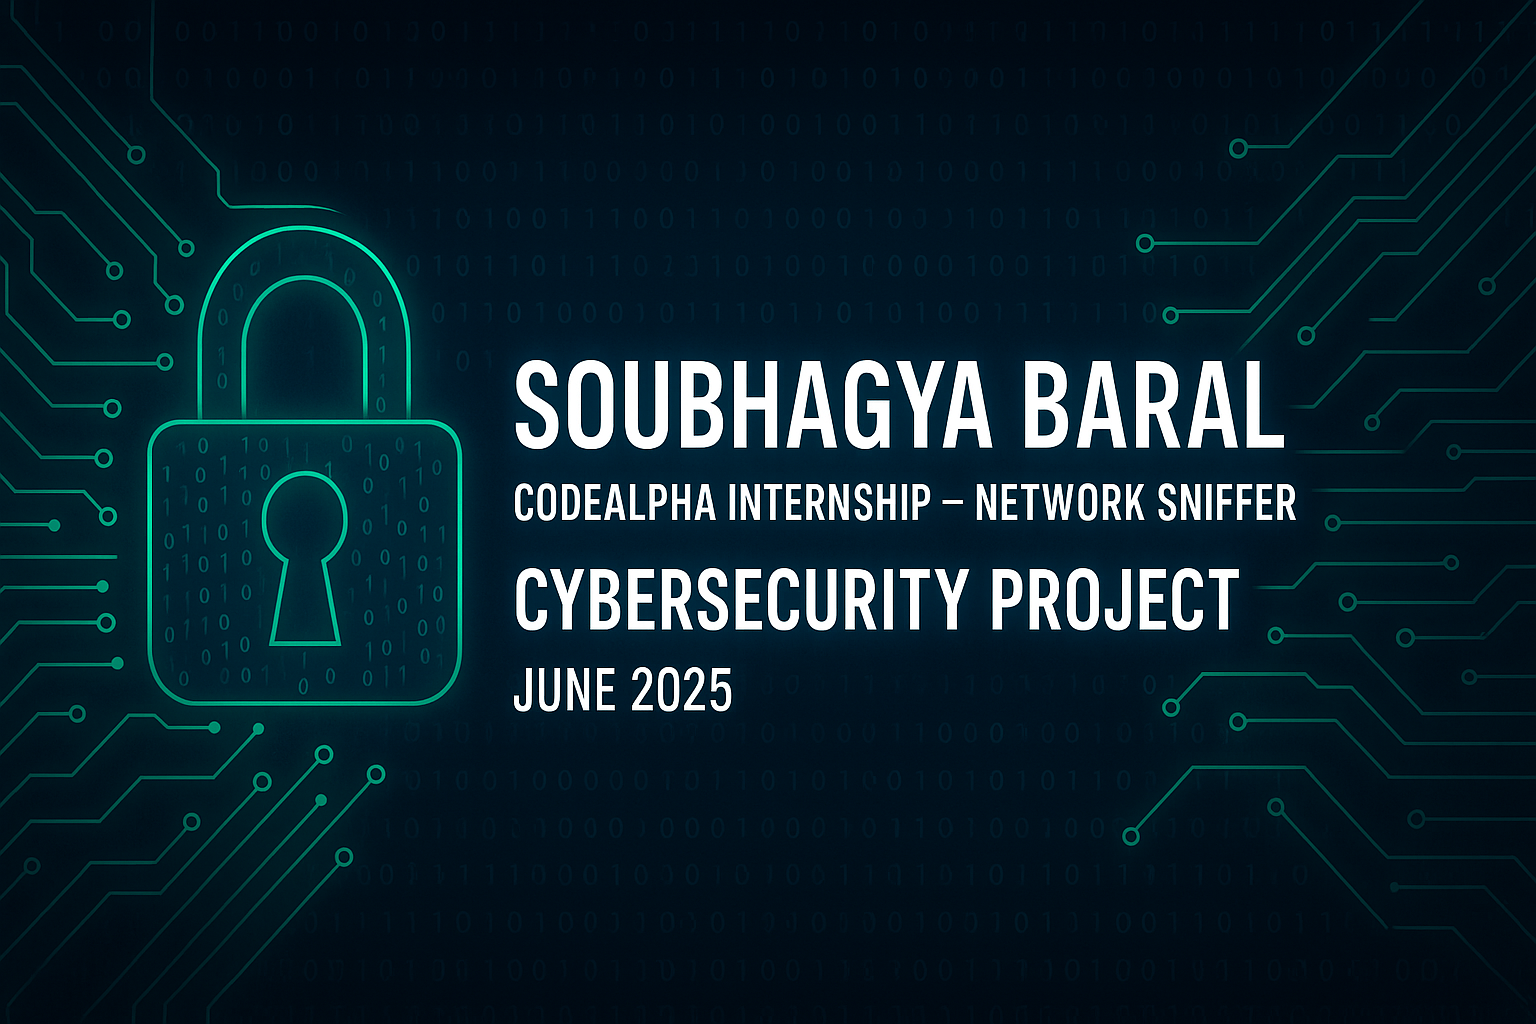 SOUBHAGYA BARAL
CODEALPHA INTERNSHIP – NETWORK SNIFFER
CYBERSECURITY PROJECT
JUNE 2025